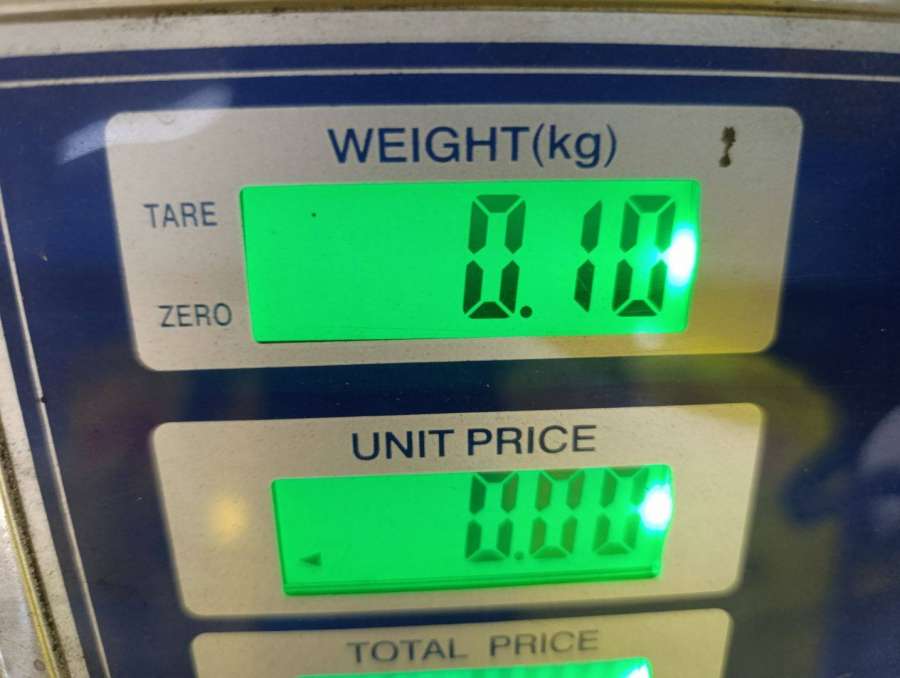 WEIGHT(kg)
TARE
0.10
ZERO
UNIT PRICE
0.00
TOTAL PRICE